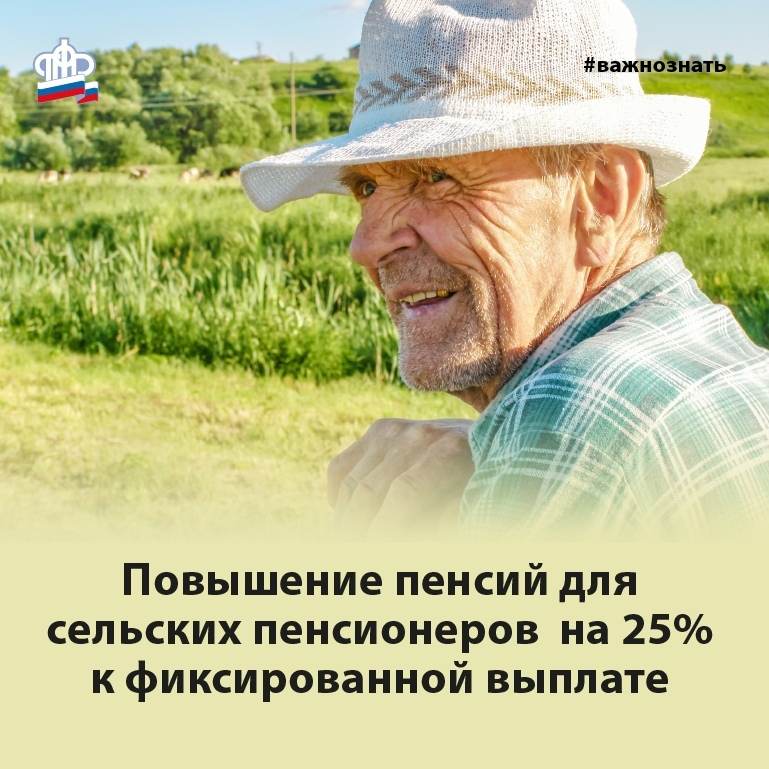 #важнознать
Повышение пенсий для
сельских пенсионеров  на 25%
к фиксированной выплате